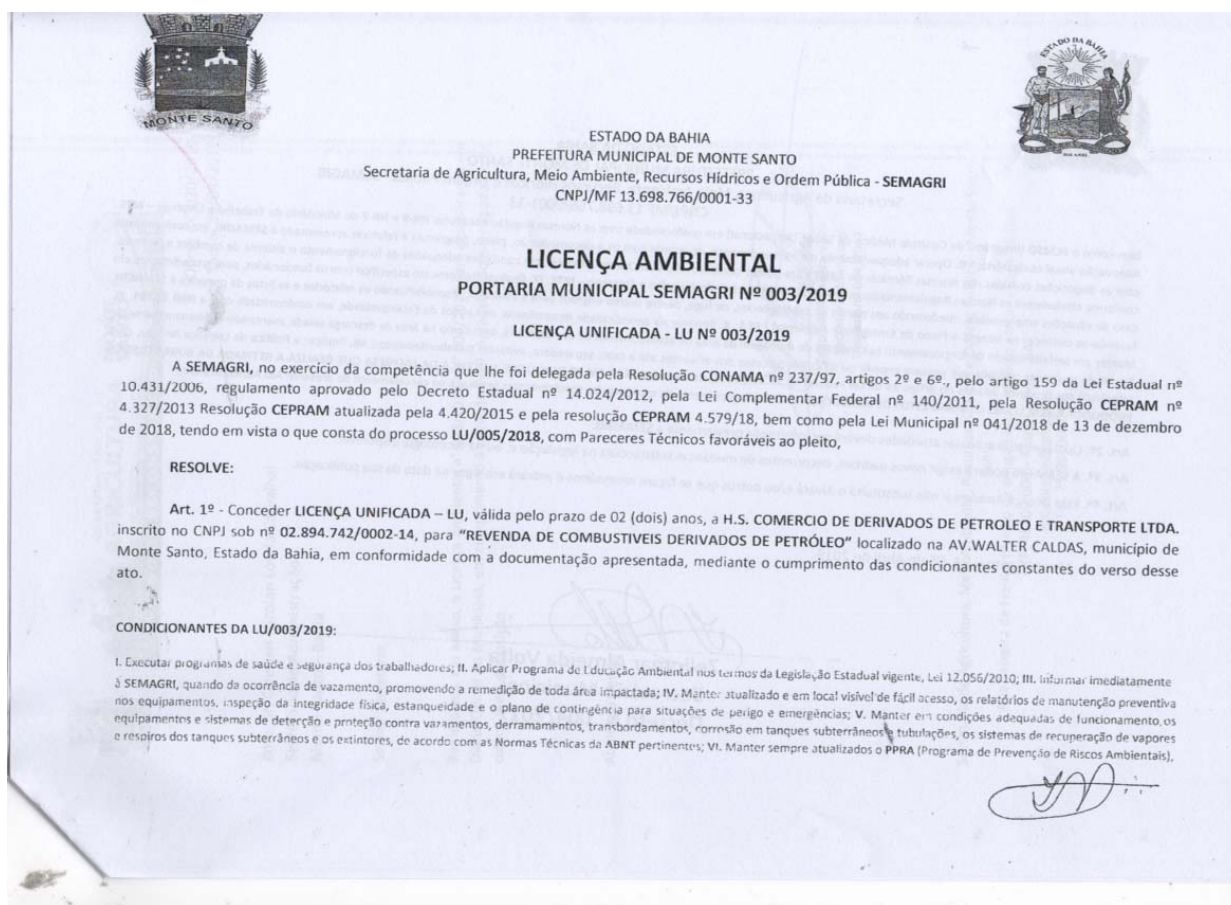 MONTE SANTO
ESTADO DA BAHIA
ESTADO DA BAHIA
PREFEITURA MUNICIPAL DE MONTE SANTO
Secretaria de Agricultura, Meio Ambiente, Recursos Hídricos e Ordem Pública - SEMAGRI
CNPJ/MF 13.698.766/0001-33
LICENÇA AMBIENTAL
PORTARIA MUNICIPAL SEMAGRI Nº 003/2019
LICENÇA UNIFICADA - LU Nº 003/2019
A SEMAGRI, no exercício da competência que lhe foi delegada pela Resolução CONAMA nº 237/97, artigos 2º e 6º., pelo artigo 159 da Lei Estadual nº
10.431/2006, regulamento aprovado pelo Decreto Estadual nº 14.024/2012, pela Lei Complementar Federal nº 140/2011, pela Resolução CEPRAM nº
4.327/2013 Resolução CEPRAM atualizada pela 4.420/2015 e pela resolução CEPRAM 4.579/18, bem como pela Lei Municipal nº 041/2018 de 13 de dezembro
de 2018, tendo em vista o que consta do processo LU/005/2018, com Pareceres Técnicos favoráveis ao pleito,
RESOLVE:
Art. 1º - Conceder LICENÇA UNIFICADA – LU, válida pelo prazo de 02 (dois) anos, a H.S. COMERCIO DE DERIVADOS DE PETROLEO E TRANSPORTE LTDA.
inscrito no CNPJ sob nº 02.894.742/0002-14, para "REVENDA DE COMBUSTIVEIS DERIVADOS DE PETRÓLEO" localizado na AV.WALTER CALDAS, município de
Monte Santo, Estado da Bahia, em conformidade com a documentação apresentada, mediante o cumprimento das condicionantes constantes do verso desse
ato.
CONDICIONANTES DA LU/003/2019:
I. Executar programas de saúde e segurança dos trabalhadores; II. Aplicar Programa de Educação Ambiental nos termos da Legislação Estadual vigente, Lei 12.056/2010; III. Informar imediatamente
à SEMAGRI, quando da ocorrência de vazamento, promovendo a remedição de toda área impactada; IV. Manter atualizado e em local visível de fácil acesso, os relatórios de manutenção preventiva
nos equipamentos, inspeção da integridade física, estanqueidade e o plano de contingência para situações de perigo e emergências; V. Manter em condições adequadas de funcionamento os
equipamentos e sistemas de detecção e proteção contra vazamentos, derramamentos, transbordamentos, corrosão em tanques subterrâneos e tubulações, os sistemas de recuperação de vapores
e respiros dos tanques subterrâneos e os extintores, de acordo com as Normas Técnicas da ABNT pertinentes; VI. Manter sempre atualizados o PPRA (Programa de Prevenção de Riscos Ambientais),